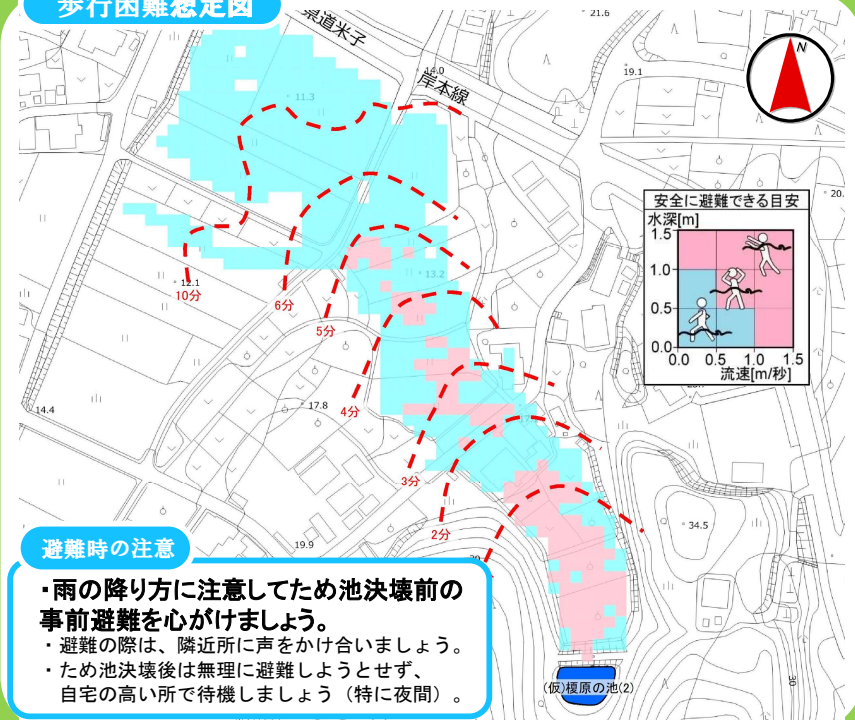 歩行困難想定図
県道米子
岸本線
21.6
14.0
19.1
N
11.3
20.
安全に避難できる目安
水深[m]
1.5
1.0
0.5
0.0
0.0 0.5 1.0 1.5
流速[m/秒]
13.2
12.1
10分
6分
5分
4分
3分
2分
14.4
17.8
19.9
34.5
30
(仮)榎原の池(2)
避難時の注意
・雨の降り方に注意してため池決壊前の
事前避難を心がけましょう。
・避難の際は、隣近所に声をかけ合いましょう。
・ため池決壊後は無理に避難しようとせず、
自宅の高い所で待機しましょう（特に夜間）。